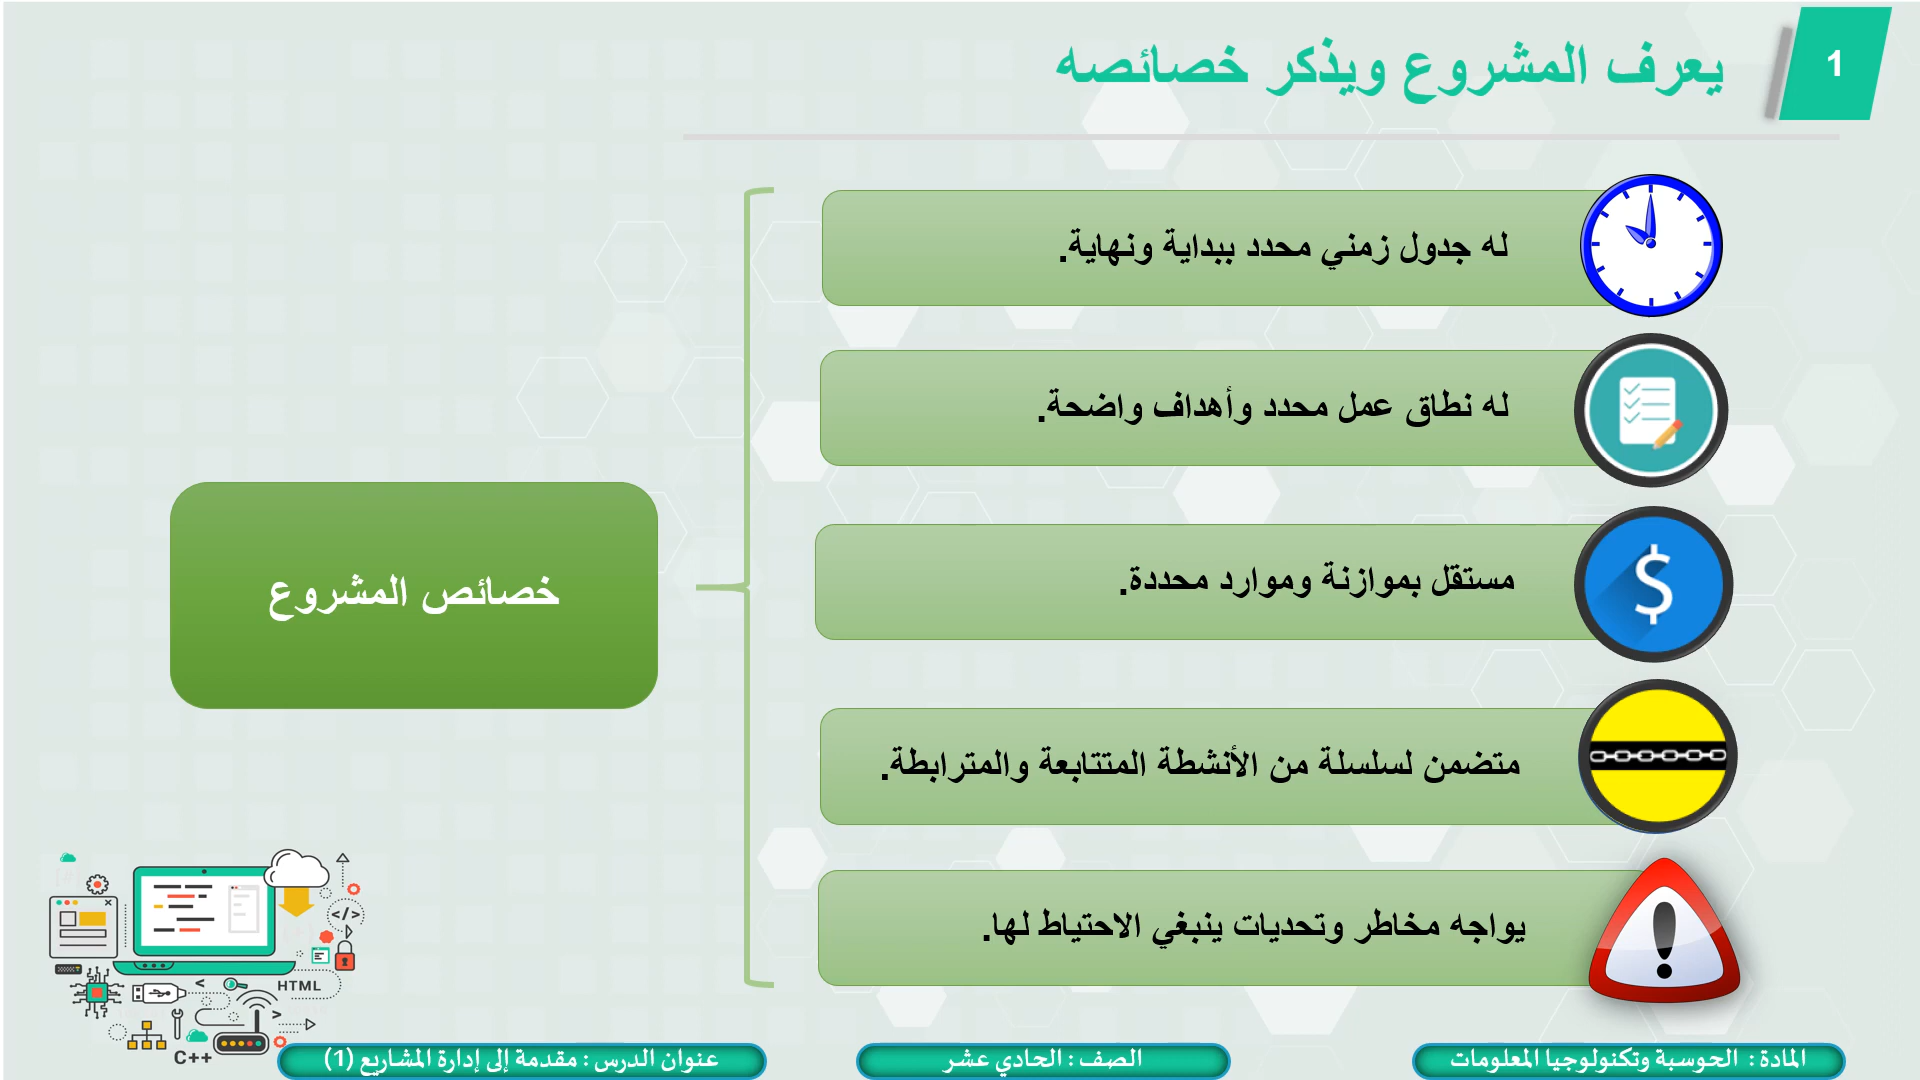 1
يعرف المشروع ويذكر خصائصه
له جدول زمني محدد ببداية ونهاية.
له نطاق عمل محدد وأهداف واضحة.
مستقل بموازنة وموارد محددة.
خصائص المشروع
متضمن لسلسلة من الأنشطة المتتابعة والمترابطة.
يواجه مخاطر وتحديات ينبغي الاحتياط لها.
$
</>
HTML
C++
المادة : الحوسبة وتكنولوجيا المعلومات
الصف : الحادي عشر
عنوان الدرس : مقدمة إلى إدارة المشاريع (1)